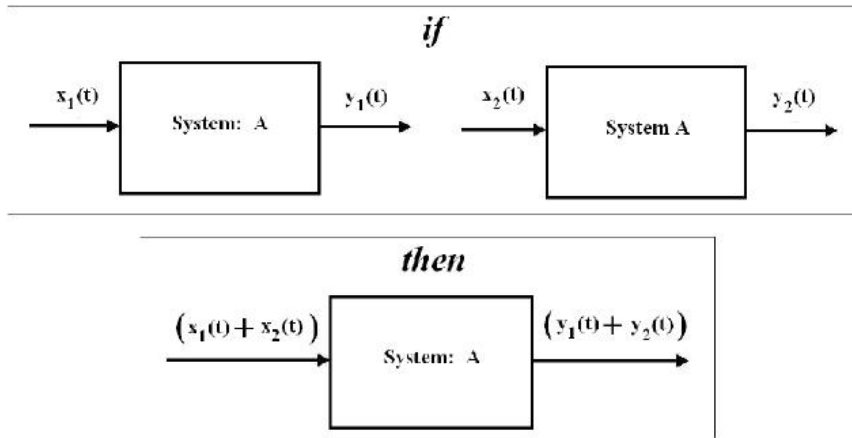 if
x₁(t)
System: A
y₁(t)
x₂(t)
System A
y₂(t)
then
(x₁(t) + x₂(t))
System: A
(y₁(t) + y₂(t))